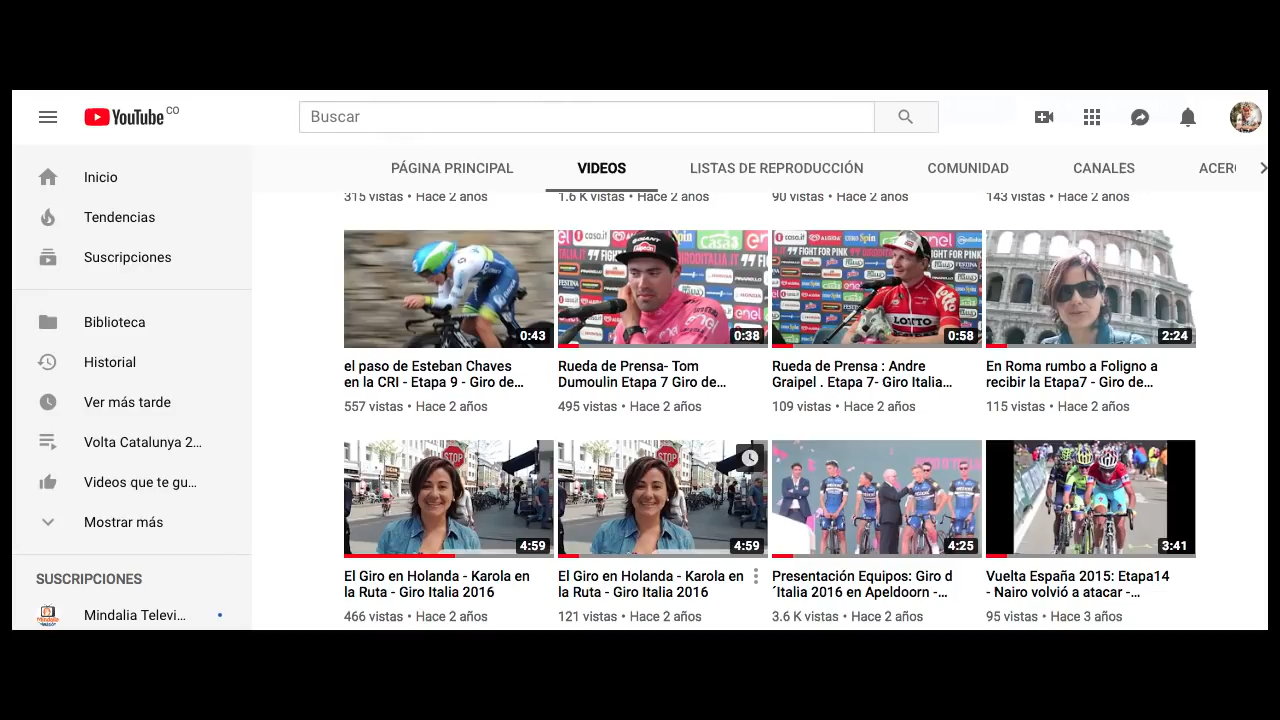 YouTube CO
Buscar
PÁGINA PRINCIPAL
VIDEOS
LISTAS DE REPRODUCCIÓN
COMUNIDAD
CANALES
ACER
Inicio
Tendencias
Suscripciones
Biblioteca
Historial
Ver más tarde
Volta Catalunya 2...
Videos que te gu...
Mostrar más
SUSCRIPCIONES
Mindalia Televi...
315 vistas • Hace 2 años
1.6 K vistas • Hace 2 años
90 vistas • Hace 2 años
143 vistas • Hace 2 años
0:43
0:38
0:58
2:24
el paso de Esteban Chaves
en la CRI - Etapa 9 - Giro de...
557 vistas • Hace 2 años
Rueda de Prensa- Tom
Dumoulin Etapa 7 Giro de...
495 vistas • Hace 2 años
Rueda de Prensa : Andre
Graipel . Etapa 7- Giro Italia...
109 vistas • Hace 2 años
En Roma rumbo a Foligno a
recibir la Etapa7 - Giro de...
115 vistas • Hace 2 años
STOP
4:59
STOP
4:59
4:25
3:41
El Giro en Holanda - Karola en
la Ruta - Giro Italia 2016
466 vistas • Hace 2 años
El Giro en Holanda - Karola en
la Ruta - Giro Italia 2016
121 vistas • Hace 2 años
Presentación Equipos: Giro d
´Italia 2016 en Apeldoorn -...
3.6 K vistas • Hace 2 años
Vuelta España 2015: Etapa14
- Nairo volvió a atacar -...
95 vistas • Hace 3 años